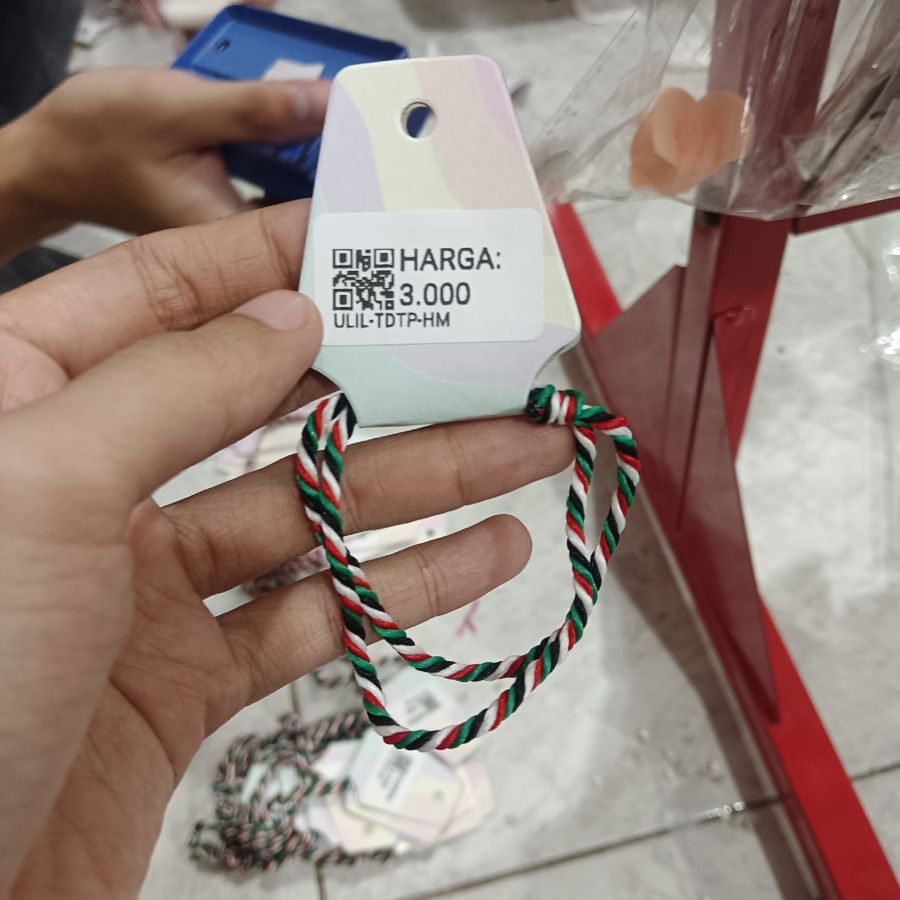 HARGA:
3.000
ULIL-TDTP-HM